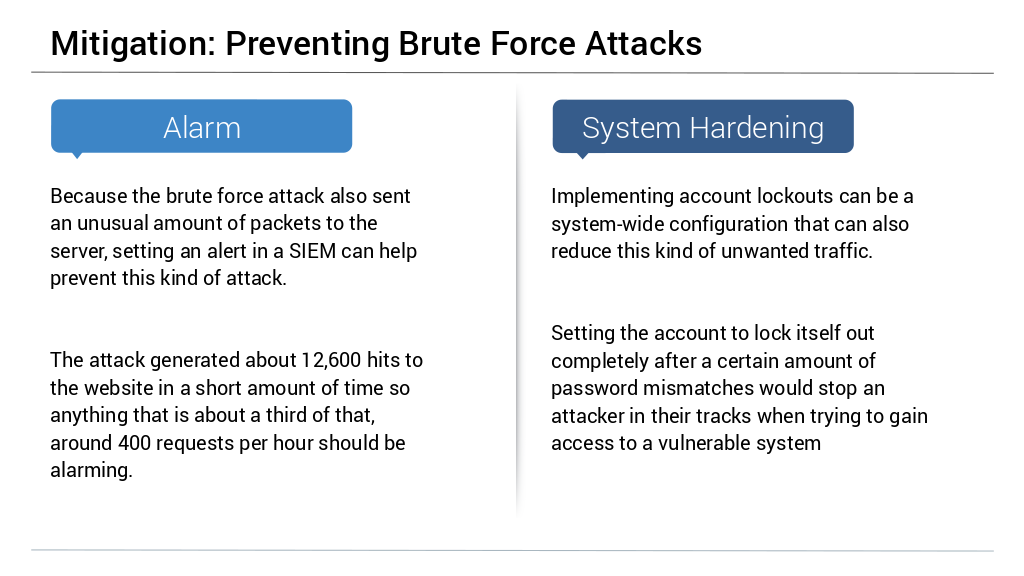 Mitigation: Preventing Brute Force Attacks
Alarm
Because the brute force attack also sent
an unusual amount of packets to the
server, setting an alert in a SIEM can help
prevent this kind of attack.
The attack generated about 12,600 hits to
the website in a short amount of time so
anything that is about a third of that,
around 400 requests per hour should be
alarming.
System Hardening
Implementing account lockouts can be a
system-wide configuration that can also
reduce this kind of unwanted traffic.
Setting the account to lock itself out
completely after a certain amount of
password mismatches would stop an
attacker in their tracks when trying to gain
access to a vulnerable system